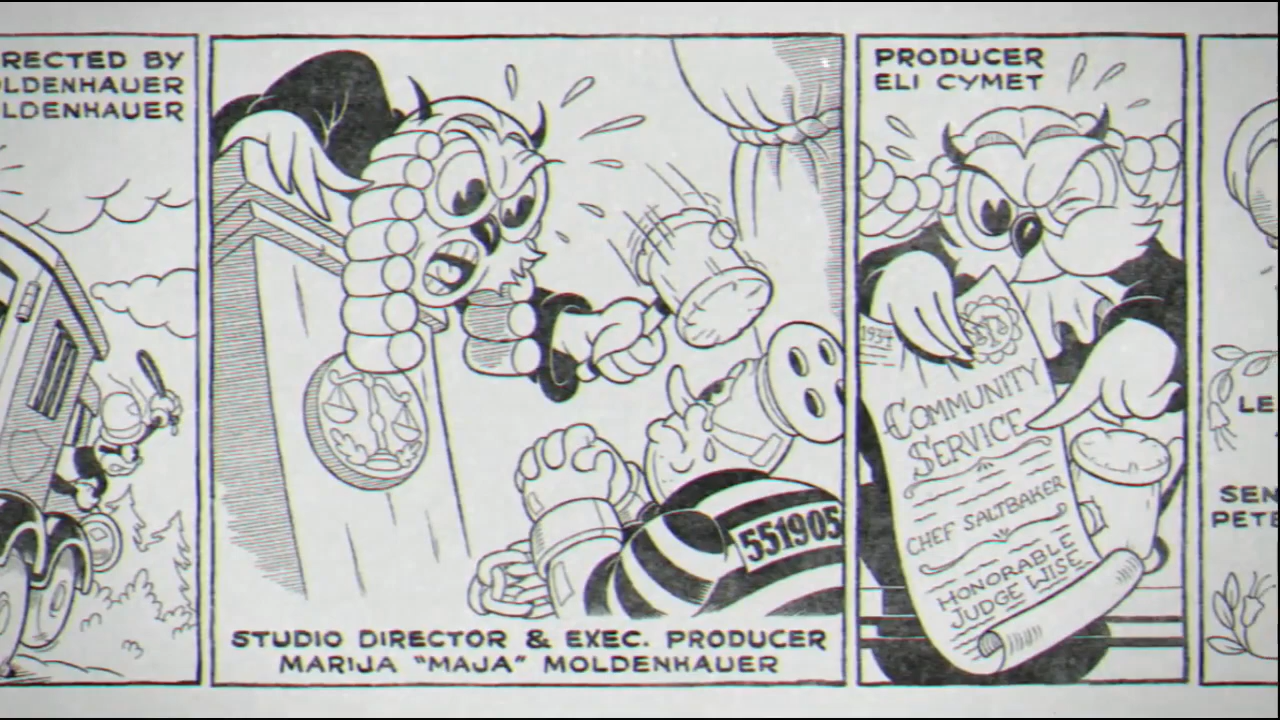 RECTED BY
OLDENHAUER
LDENHAUER
551905
STUDIO DIRECTOR & EXEC. PRODUCER
MARIJA "MAJA" MOLDENHAUER
PRODUCER
ELI CYMET
COMMUNITY
SERVICE
CHEF SALTBAKER
HONORABLE
JUDGE WISE
LE
SEN
PETE